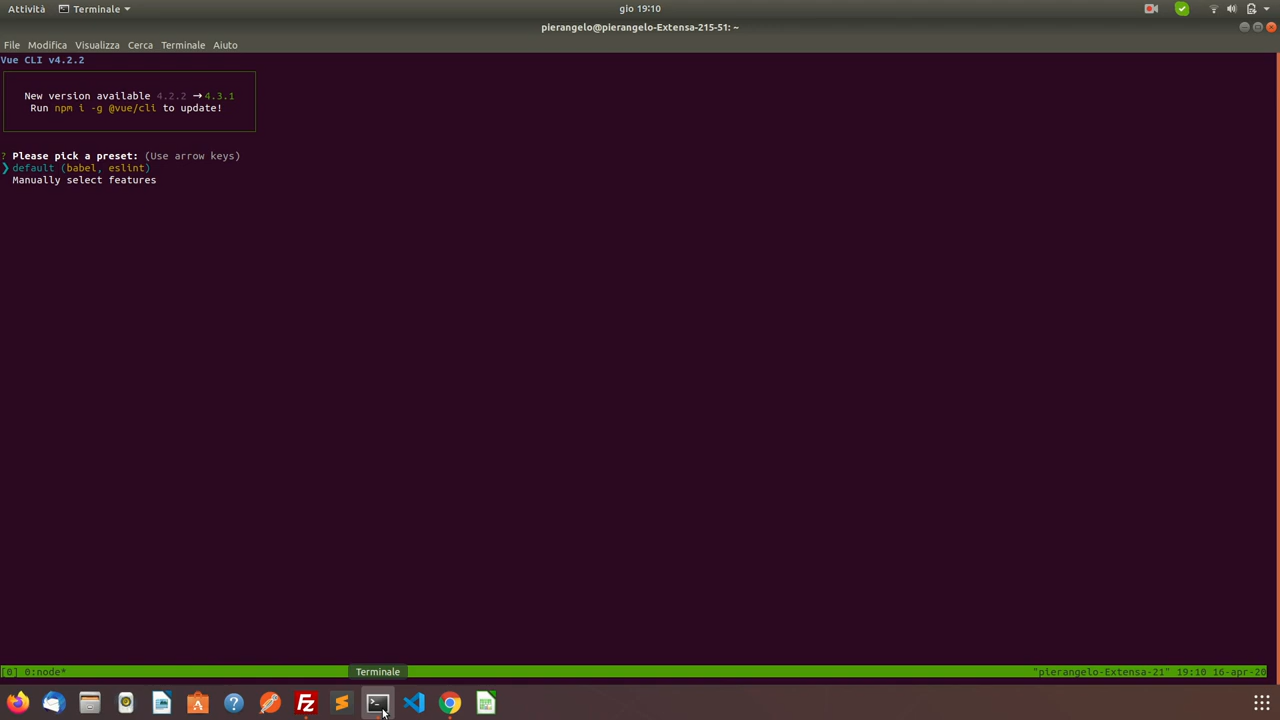 Attività
Terminale
gio 19:10
pierangelo@pierangelo-Extensa-215-51: ~
File Modifica Visualizza Cerca Terminale Aiuto
Vue CLI v4.2.2
New version available 4.2.2 → 4.3.1
Run npm i -g @vue/cli to update!
? Please pick a preset: (Use arrow keys)
❯ default (babel, eslint)
Manually select features
[0] 0:node*
"pierangelo-Extensa-21" 19:10 16-apr-20
Terminale